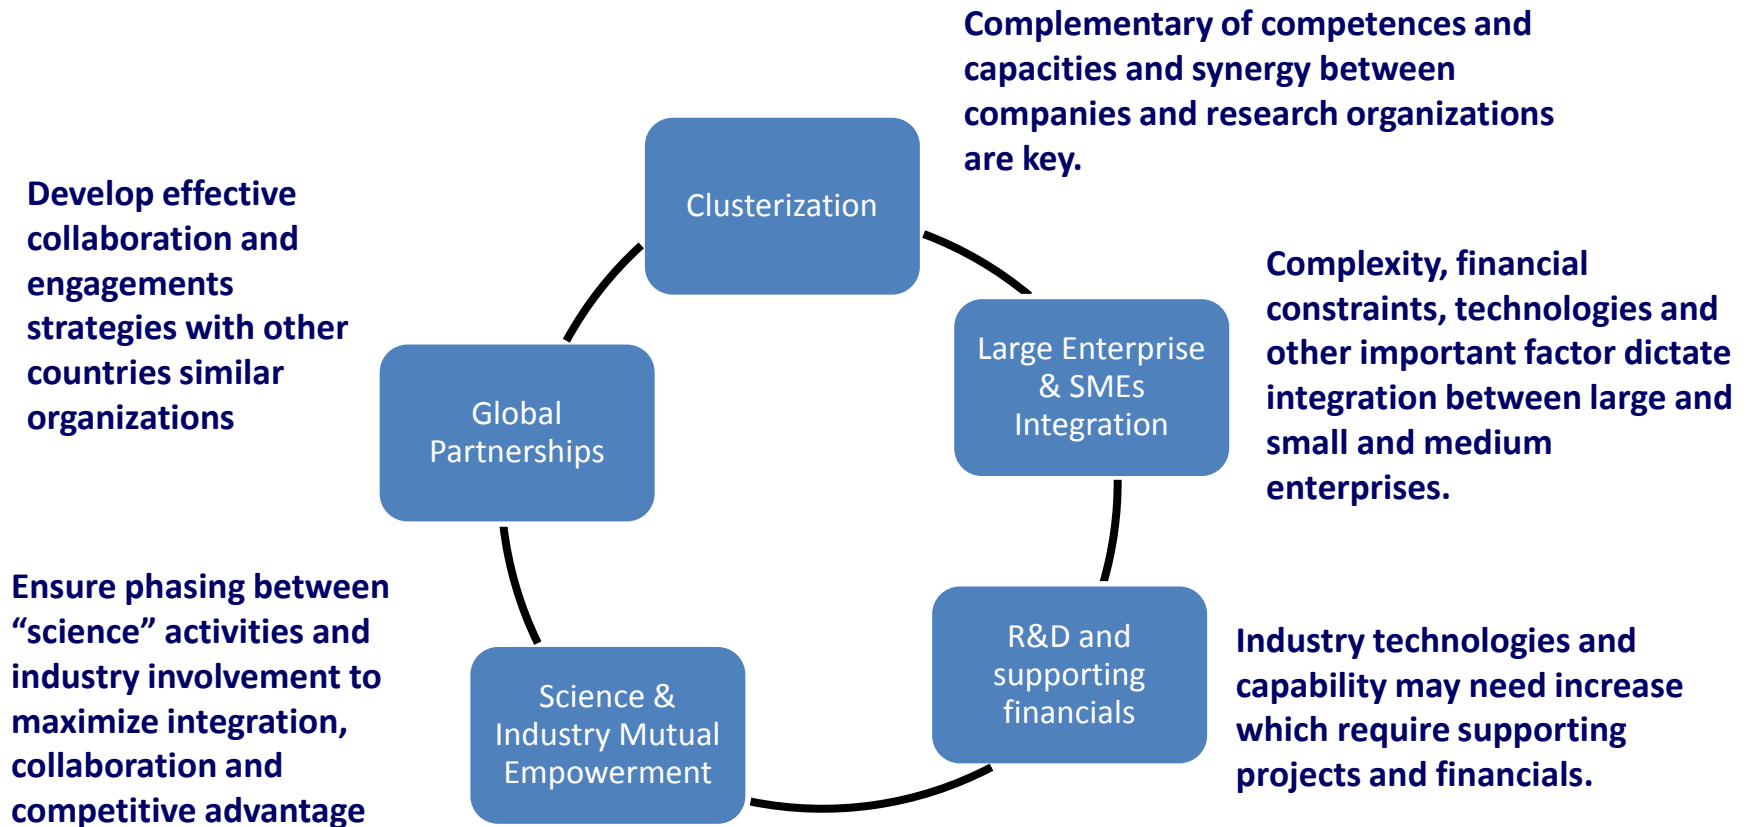 Complementary of competences and
capacities and synergy between
companies and research organizations
are key.
Clusterization
Develop effective
collaboration and
engagements
strategies with other
countries similar
organizations
Complexity, financial
constraints, technologies and
other important factor dictate
integration between large and
small and medium
enterprises.
Large Enterprise
& SMEs
Integration
Global
Partnerships
Ensure phasing between
“science” activities and
industry involvement to
maximize integration,
collaboration and
competitive advantage
R&D and
supporting
financials
Industry technologies and
capability may need increase
which require supporting
projects and financials.
Science &
Industry Mutual
Empowerment